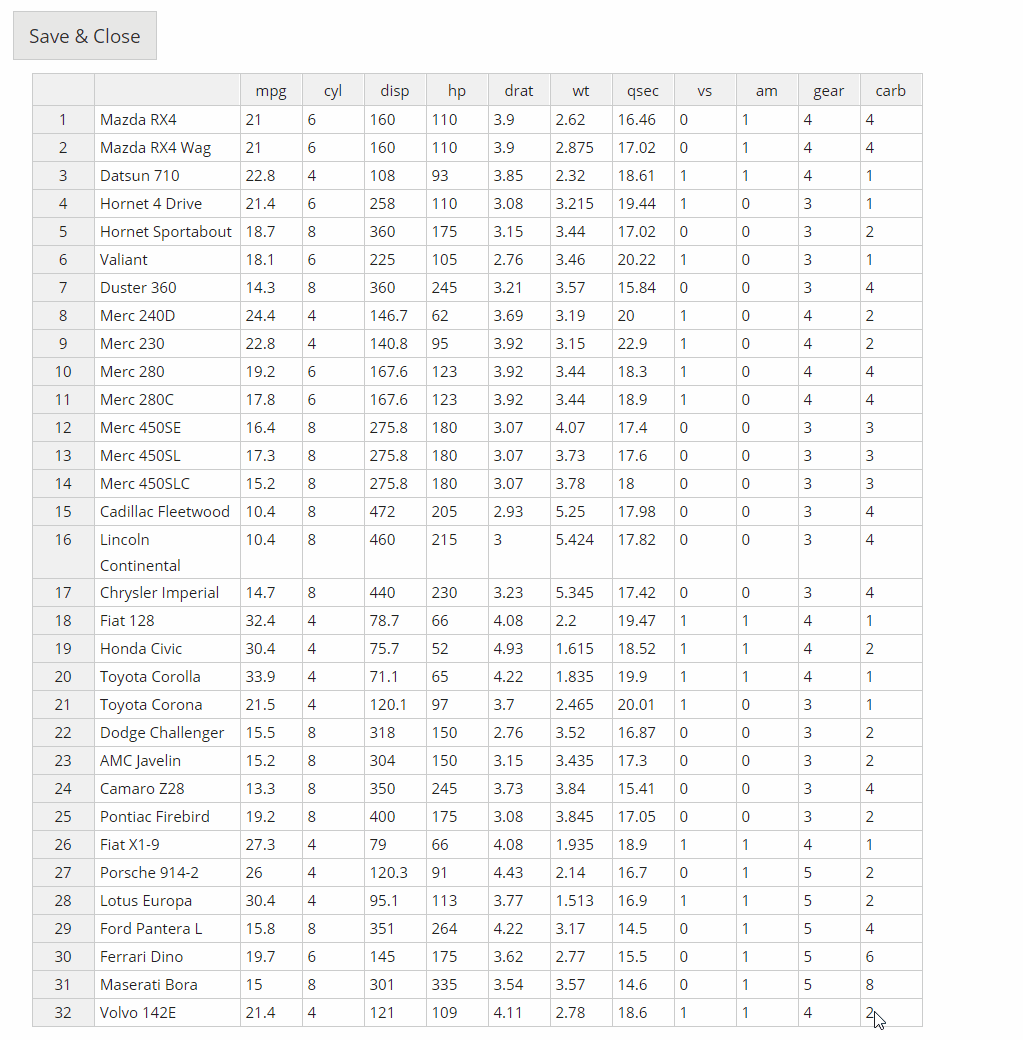 Save & Close
mpg cyl disp hp drat wt qsec vs am gear carb
1 Mazda RX4 21 6 160 110 3.9 2.62 16.46 0 1 4 4
2 Mazda RX4 Wag 21 6 160 110 3.9 2.875 17.02 0 1 4 4
3 Datsun 710 22.8 4 108 93 3.85 2.32 18.61 1 1 4 1
4 Hornet 4 Drive 21.4 6 258 110 3.08 3.215 19.44 1 0 3 1
5 Hornet Sportabout 18.7 8 360 175 3.15 3.44 17.02 0 0 3 2
6 Valiant 18.1 6 225 105 2.76 3.46 20.22 1 0 3 1
7 Duster 360 14.3 8 360 245 3.21 3.57 15.84 0 0 3 4
8 Merc 240D 24.4 4 146.7 62 3.69 3.19 20 1 0 4 2
9 Merc 230 22.8 4 140.8 95 3.92 3.15 22.9 1 0 4 2
10 Merc 280 19.2 6 167.6 123 3.92 3.44 18.3 1 0 4 4
11 Merc 280C 17.8 6 167.6 123 3.92 3.44 18.9 1 0 4 4
12 Merc 450SE 16.4 8 275.8 180 3.07 4.07 17.4 0 0 3 3
13 Merc 450SL 17.3 8 275.8 180 3.07 3.73 17.6 0 0 3 3
14 Merc 450SLC 15.2 8 275.8 180 3.07 3.78 18 0 0 3 3
15 Cadillac Fleetwood 10.4 8 472 205 2.93 5.25 17.98 0 0 3 4
16 Lincoln 10.4 8 460 215 3 5.424 17.82 0 0 3 4
Continental
17 Chrysler Imperial 14.7 8 440 230 3.23 5.345 17.42 0 0 3 4
18 Fiat 128 32.4 4 78.7 66 4.08 2.2 19.47 1 1 4 1
19 Honda Civic 30.4 4 75.7 52 4.93 1.615 18.52 1 1 4 2
20 Toyota Corolla 33.9 4 71.1 65 4.22 1.835 19.9 1 1 4 1
21 Toyota Corona 21.5 4 120.1 97 3.7 2.465 20.01 1 0 3 1
22 Dodge Challenger 15.5 8 318 150 2.76 3.52 16.87 0 0 3 2
23 AMC Javelin 15.2 8 304 150 3.15 3.435 17.3 0 0 3 2
24 Camaro Z28 13.3 8 350 245 3.73 3.84 15.41 0 0 3 4
25 Pontiac Firebird 19.2 8 400 175 3.08 3.845 17.05 0 0 3 2
26 Fiat X1-9 27.3 4 79 66 4.08 1.935 18.9 1 1 4 1
27 Porsche 914-2 26 4 120.3 91 4.43 2.14 16.7 0 1 5 2
28 Lotus Europa 30.4 4 95.1 113 3.77 1.513 16.9 1 1 5 2
29 Ford Pantera L 15.8 8 351 264 4.22 3.17 14.5 0 1 5 4
30 Ferrari Dino 19.7 6 145 175 3.62 2.77 15.5 0 1 5 6
31 Maserati Bora 15 8 301 335 3.54 3.57 14.6 0 1 5 8
32 Volvo 142E 21.4 4 121 109 4.11 2.78 18.6 1 1 4 2